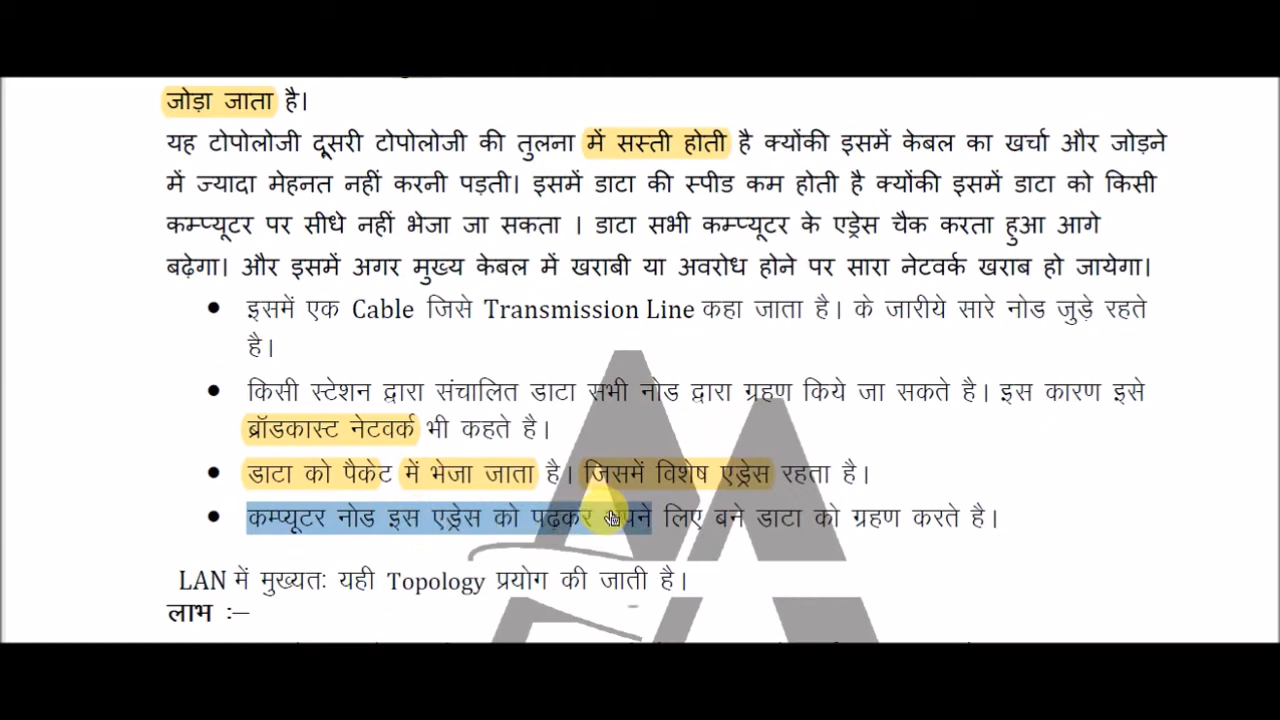 जोड़ा जाता है।
यह टोपोलोजी दूसरी टोपोलोजी की तुलना में सस्ती होती है क्योंकी इसमें केबल का खर्चा और जोड़ने
में ज्यादा मेहनत नहीं करनी पड़ती। इसमें डाटा की स्पीड कम होती है क्योंकी इसमें डाटा को किसी
कम्प्यूटर पर सीधे नहीं भेजा जा सकता । डाटा सभी कम्प्यूटर के एड्रेस चैक करता हुआ आगे
बढ़ेगा। और इसमें अगर मुख्य केबल में खराबी या अवरोध होने पर सारा नेटवर्क खराब हो जायेगा।
• इसमें एक Cable जिसे Transmission Line कहा जाता है। के जारीये सारे नोड जुड़े रहते
है।
• किसी स्टेशन द्वारा संचालित डाटा सभी नोड द्वारा ग्रहण किये जा सकते है। इस कारण इसे
ब्रॉडकास्ट नेटवर्क भी कहते है।
• डाटा को पैकेट में भेजा जाता है। जिसमें विशेष एड्रेस रहता है।
• कम्प्यूटर नोड इस एड्रेस को पढ़कर अपने लिए बने डाटा को ग्रहण करते है।
LAN में मुख्यतः यही Topology प्रयोग की जाती है।
लाभ :–